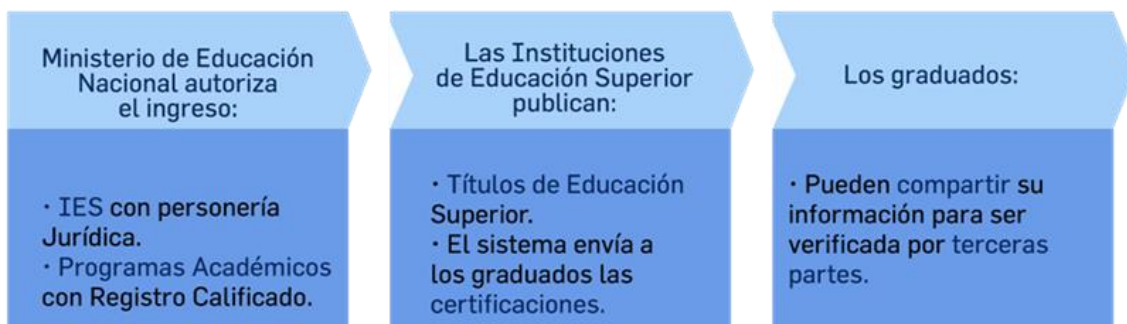 Ministerio de Educación
Nacional autoriza
el ingreso:
· IES con personería
Jurídica.
· Programas Académicos
con Registro Calificado.
Las Instituciones
de Educación Superior
publican:
· Títulos de Educación
Superior.
· El sistema envía a
los graduados las
certificaciones.
Los graduados:
· Pueden compartir su
información para ser
verificada por terceras
partes.